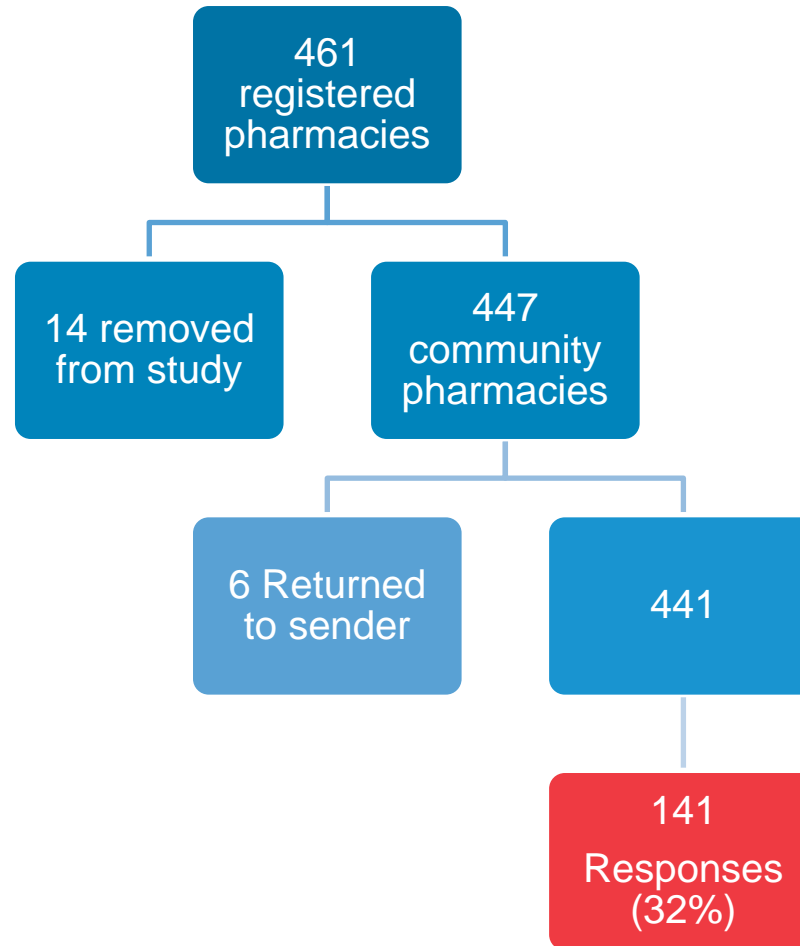 461
registered
pharmacies
14 removed
from study
447
community
pharmacies
6 Returned
to sender
441
141
Responses
(32%)